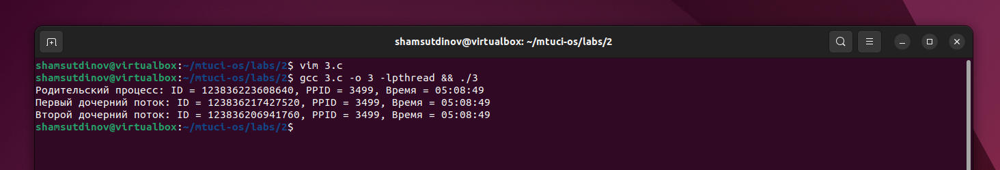 shamsutdinov@virtualbox: ~/mtuci-os/labs/2
shamsutdinov@virtualbox:~/mtuci-os/labs/2$ vim 3.c
shamsutdinov@virtualbox:~/mtuci-os/labs/2$ gcc 3.c -o 3 -lpthread && ./3
Родительский процесс: ID = 123836223608640, PPID = 3499, Время = 05:08:49
Первый дочерний поток: ID = 123836217427520, PPID = 3499, Время = 05:08:49
Второй дочерний поток: ID = 123836206941760, PPID = 3499, Время = 05:08:49
shamsutdinov@virtualbox:~/mtuci-os/labs/2$